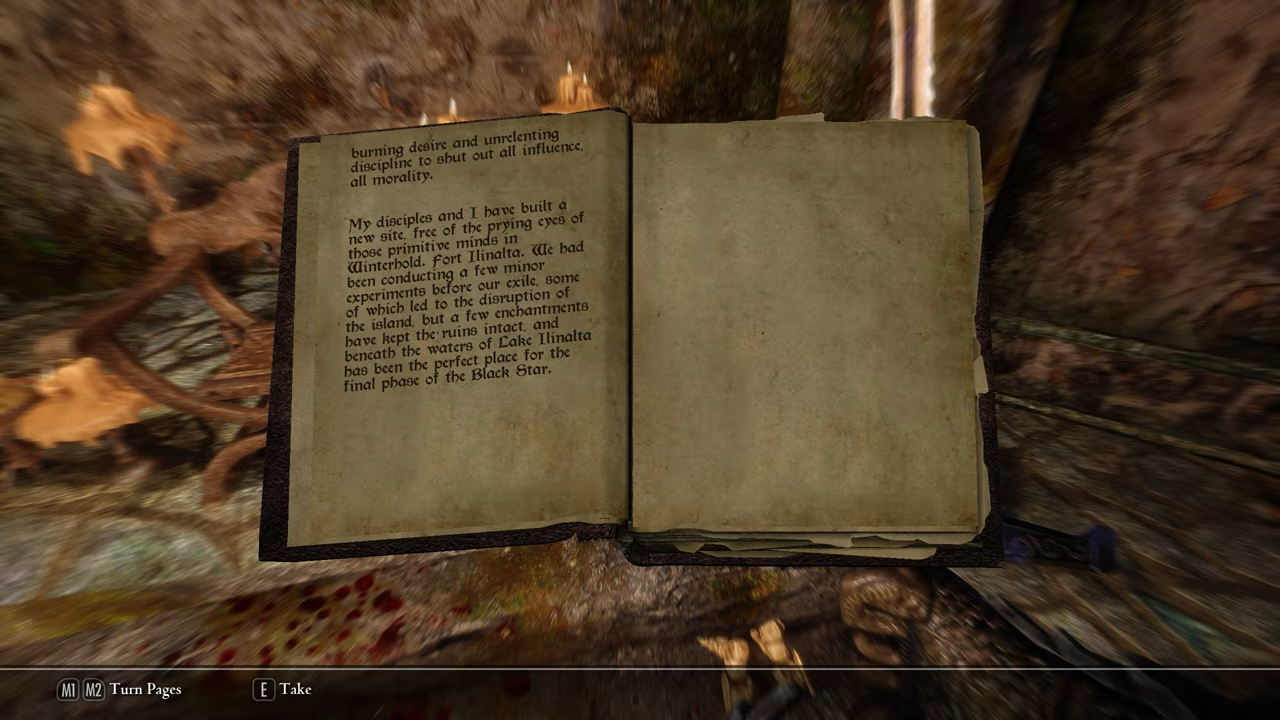 burning desire and unrelenting
discipline to shut out all influence,
all morality.
My disciples and I have built a
new site, free of the prying eyes of
those primitive minds in
Winterhold. Fort Ilinalta. We had
been conducting a few minor
experiments before our exile, some
of which led to the disruption of
the island, but a few enchantments
have kept the ruins intact, and
beneath the waters of Lake Ilinalta
has been the perfect place for the
final phase of the Black Star.
M1 M2 Turn Pages
E Take